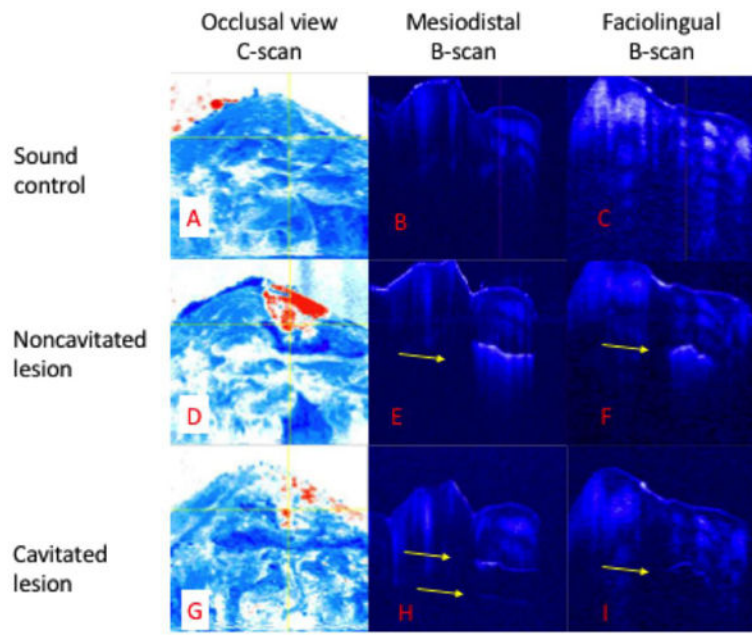 Occlusal view
C-scan
Mesiodistal
B-scan
Faciolingual
B-scan
Sound
control
A
B
C
Noncavitated
lesion
D
E
F
Cavitated
lesion
G
H
I